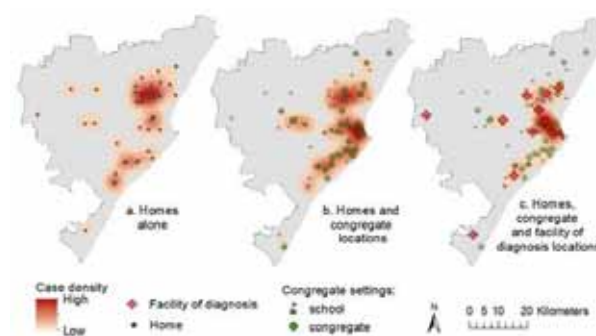 a. Homes
alone
b. Homes and
congregate
locations
c. Homes,
congregate
and facility of
diagnosis locations
Case density
High
Low
Facility of diagnosis
Home
Congregate settings:
school
congregate
N
0 5 10 20 Kilometers